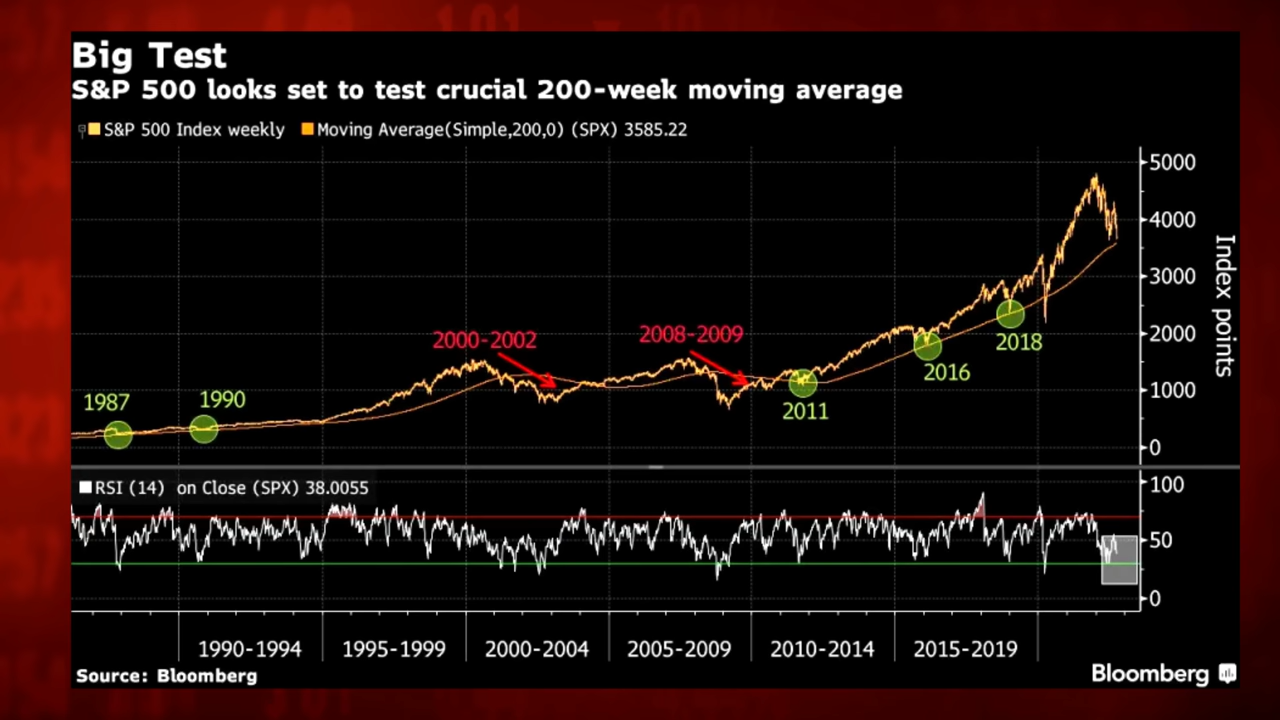 Big Test
S&P 500 looks set to test crucial 200-week moving average
S&P 500 Index weekly Moving Average(Simple,200,0) (SPX) 3585.22
5000
4000
3000
2000
1000
0
Index points
1987
1990
2000-2002
2008-2009
2011
2016
2018
RSI (14) on Close (SPX) 38.0055
100
50
0
1990-1994 1995-1999 2000-2004 2005-2009 2010-2014 2015-2019
Source: Bloomberg
Bloomberg